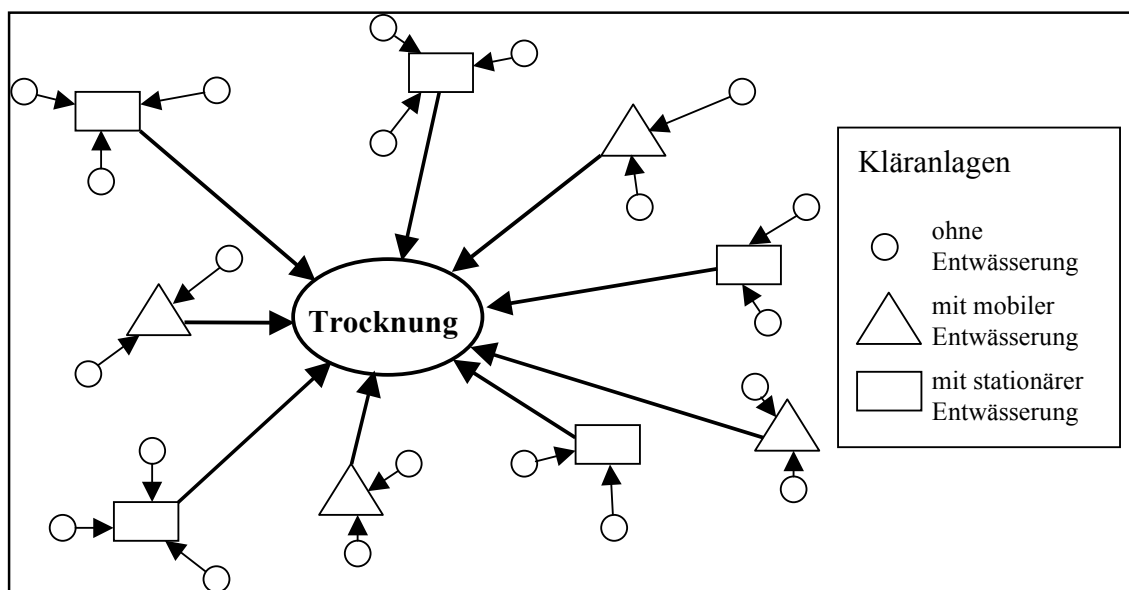 Trocknung
Kläranlagen
ohne
Entwässerung
mit mobiler
Entwässerung
mit stationärer
Entwässerung